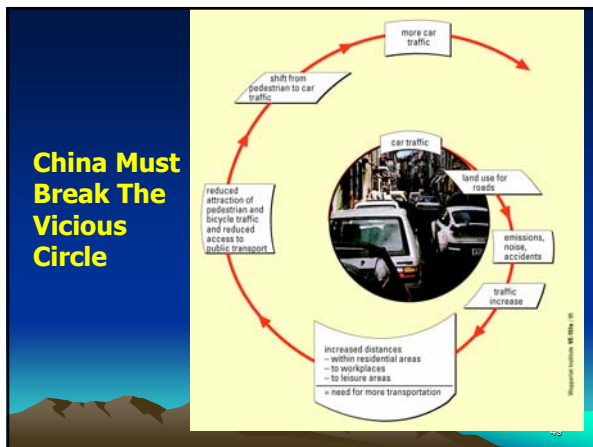 China Must
Break The
Vicious
Circle
more car
traffic
shift from
pedestrian to car
traffic
car traffic
land use for
roads
reduced
attraction of
pedestrian and
bicycle traffic
and reduced
access to
public transport
emissions,
noise,
accidents
traffic
increase
increased distances
– within residential areas
– to workplaces
– to leisure areas
» need for more transportation
Wuppertal Institute